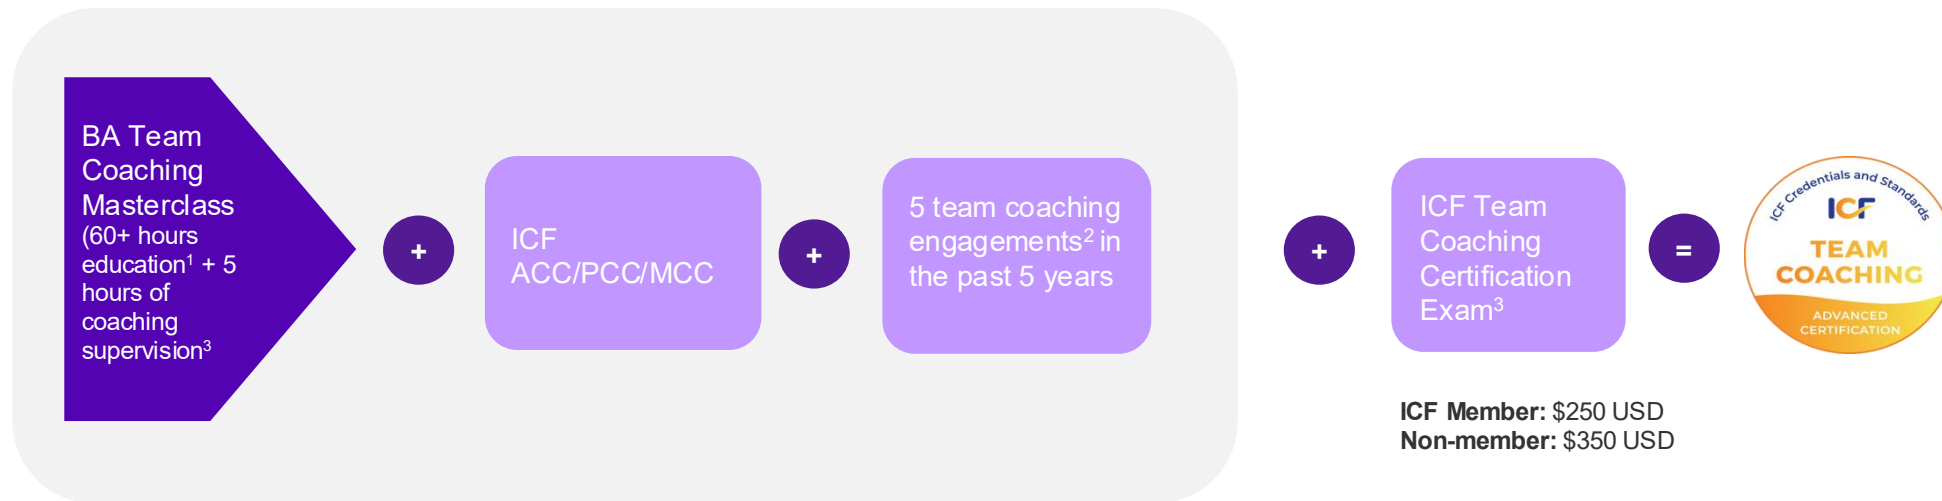 BA Team
Coaching
Masterclass
(60+ hours
education¹ + 5
hours of
coaching
supervision³
+
ICF
ACC/PCC/MCC
+
5 team coaching
engagements² in
the past 5 years
+
ICF Team
Coaching
Certification
Exam³
=
ICF Credentials and Standards
ICF
TEAM
COACHING
ADVANCED
CERTIFICATION
ICF Member: $250 USD
Non-member: $350 USD